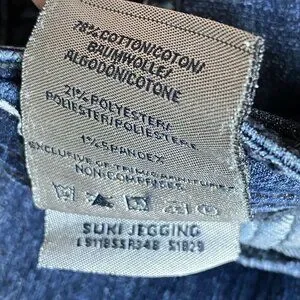 78% COTTON/COTON/
BAUMWOLLE/
ALGODON/COTONE
21% POLYESTER/
POLIESTER/POLIESTERE
1% SPANDEX
EXCLUSIVE OF TRIM/GARNITURES
NON COMPRISES
SUKI JEGGING